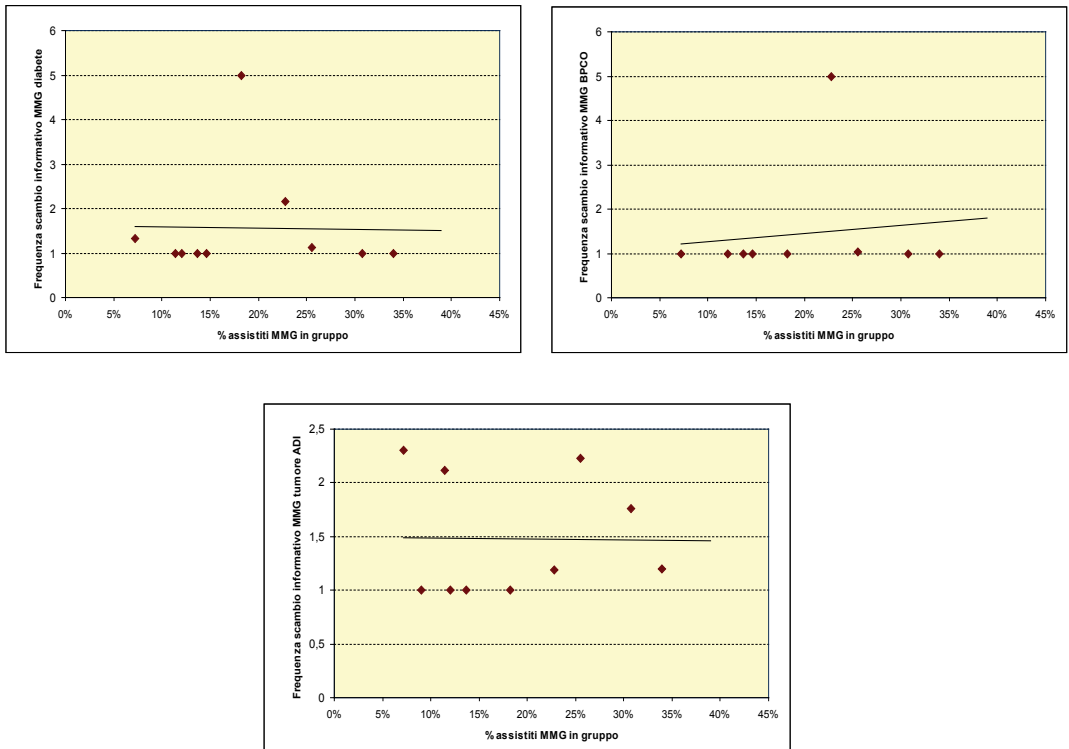 Frequenza scambio informativo MMG diabete
6
5
4
3
2
1
0
0% 5% 10% 15% 20% 25% 30% 35% 40% 45%
% assistiti MMG in gruppo
Frequenza scambio informativo MMG BPCO
6
5
4
3
2
1
0
0% 5% 10% 15% 20% 25% 30% 35% 40% 45%
% assistiti MMG in gruppo
Frequenza scambio informativo MMG tumore ADI
2,5
2
1,5
1
0,5
0
0% 5% 10% 15% 20% 25% 30% 35% 40% 45%
% assistiti MMG in gruppo